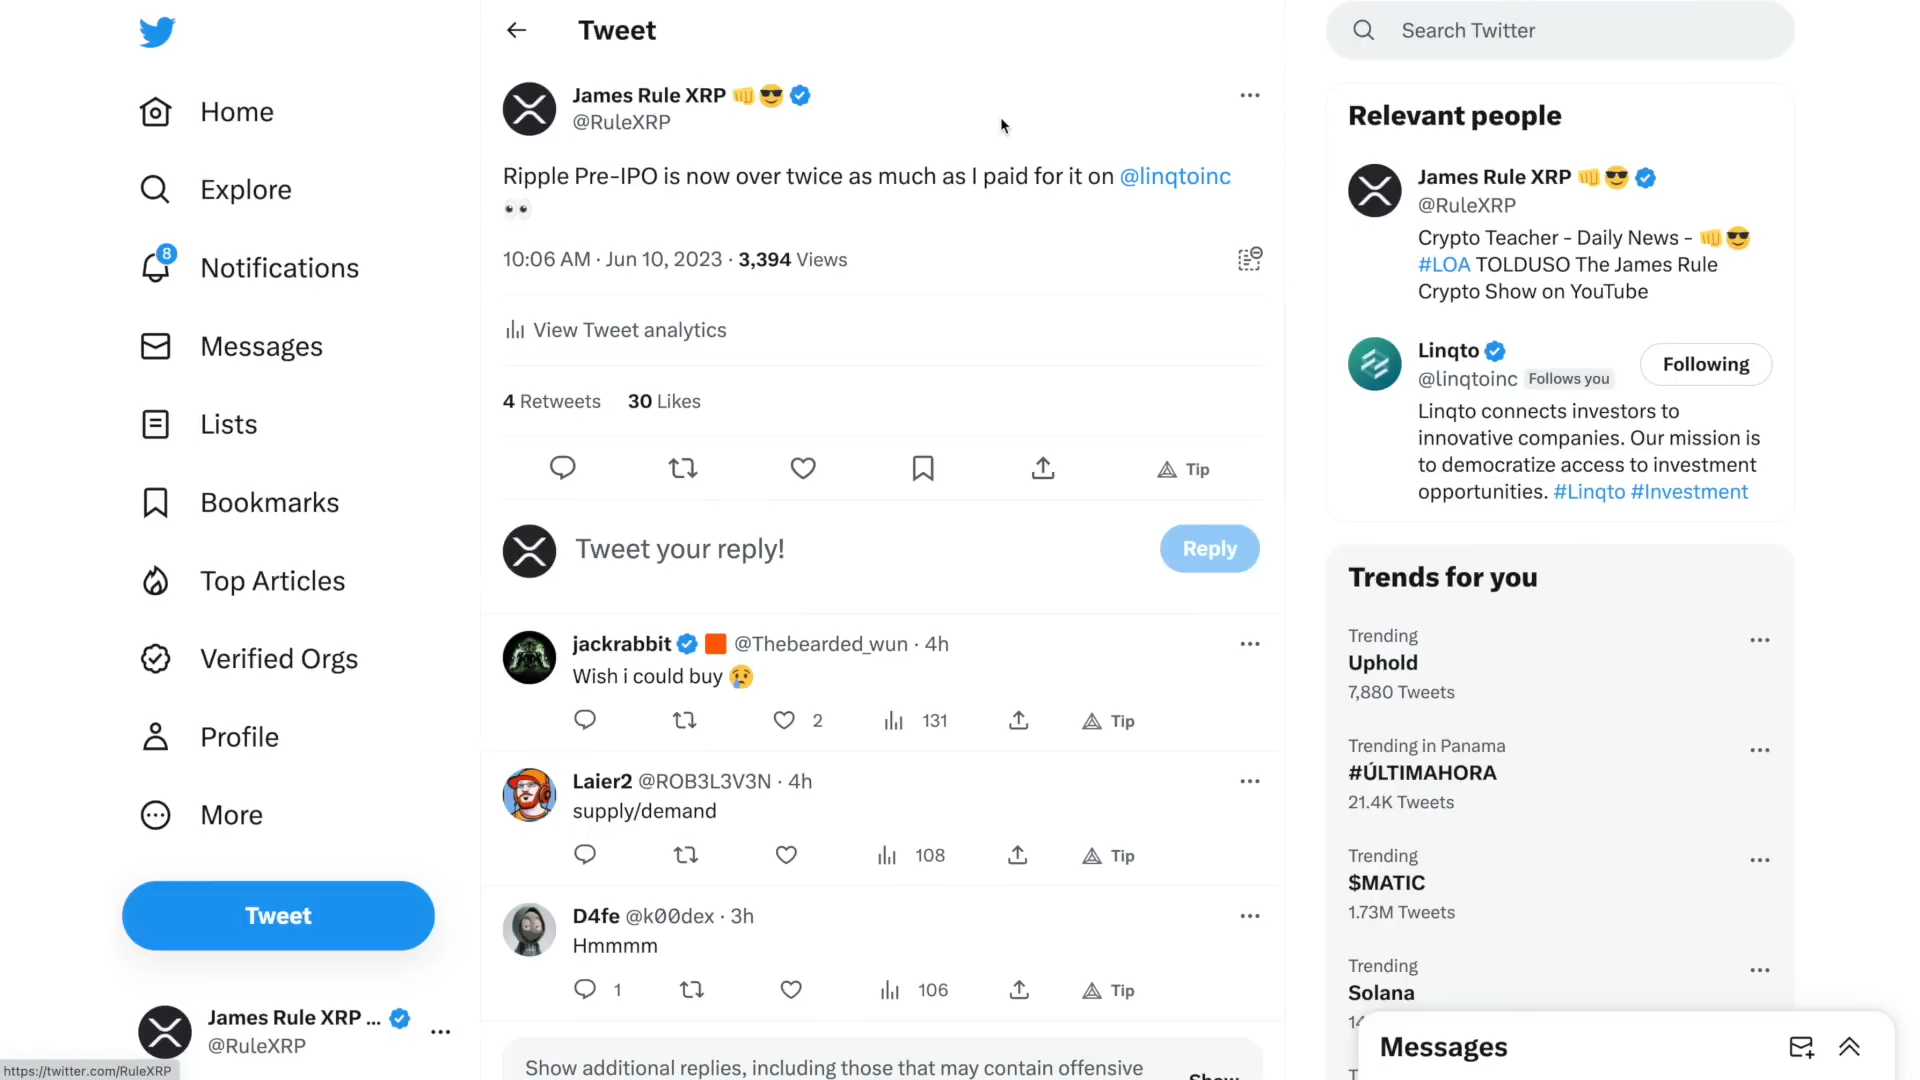 Home
Explore
8
Notifications
Messages
Lists
Bookmarks
Top Articles
Verified Orgs
Profile
More
Tweet
James Rule XRP ...
@RuleXRP
https://twitter.com/RuleXRP
Tweet
James Rule XRP 👊😎
@RuleXRP
Ripple Pre-IPO is now over twice as much as I paid for it on @linqtoinc
👀
10:06 AM · Jun 10, 2023 · 3,394 Views
View Tweet analytics
4 Retweets 30 Likes
Tip
Tweet your reply!
Reply
jackrabbit 🟧 @Thebearded_wun · 4h
Wish i could buy 😢
2 131 Tip
Laier2 @ROB3L3V3N · 4h
supply/demand
108 Tip
D4fe @k00dex · 3h
Hmmmm
1 106 Tip
Show additional replies, including those that may contain offensive
Show
Search Twitter
Relevant people
James Rule XRP 👊😎
@RuleXRP
Crypto Teacher - Daily News - 👊😎
#LOA TOLDUSO The James Rule
Crypto Show on YouTube
Linqto
@linqtoinc Follows you
Following
Linqto connects investors to
innovative companies. Our mission is
to democratize access to investment
opportunities. #Linqto #Investment
Trends for you
Trending
Uphold
7,880 Tweets
Trending in Panama
#ÚLTIMAHORA
21.4K Tweets
Trending
$MATIC
1.73M Tweets
Trending
Solana
Messages